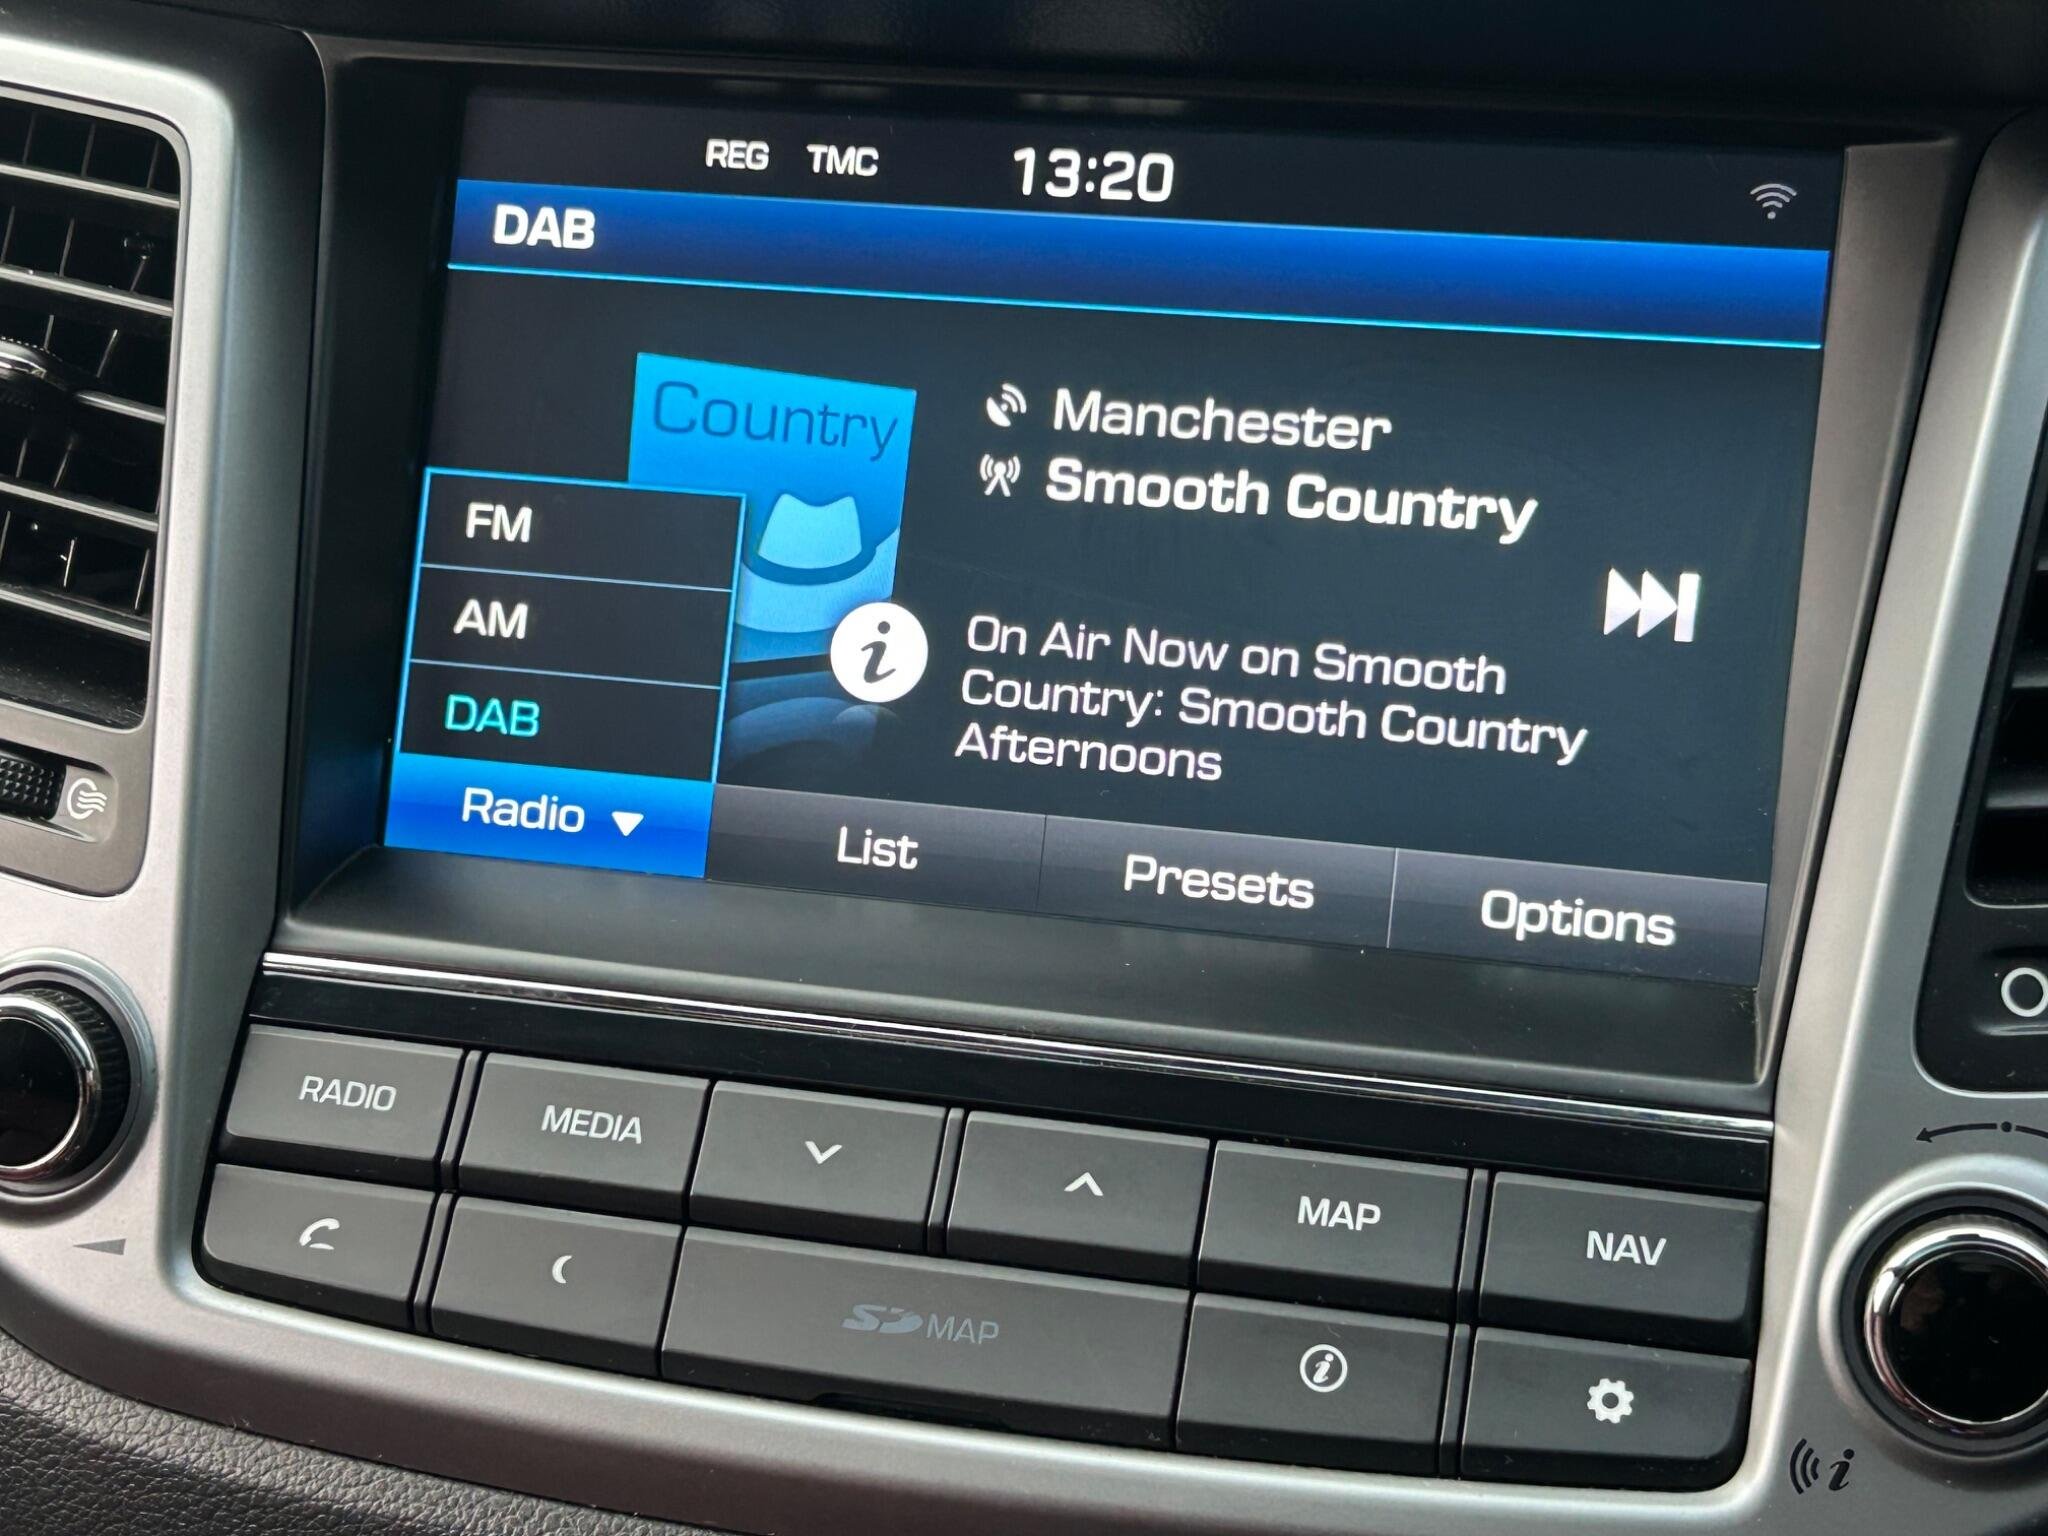 REG TMC 13:20
DAB
Country
Manchester
Smooth Country
FM
AM
DAB
On Air Now on Smooth
Country: Smooth Country
Afternoons
Radio
List
Presets
Options
RADIO
MEDIA
MAP
NAV
SD MAP